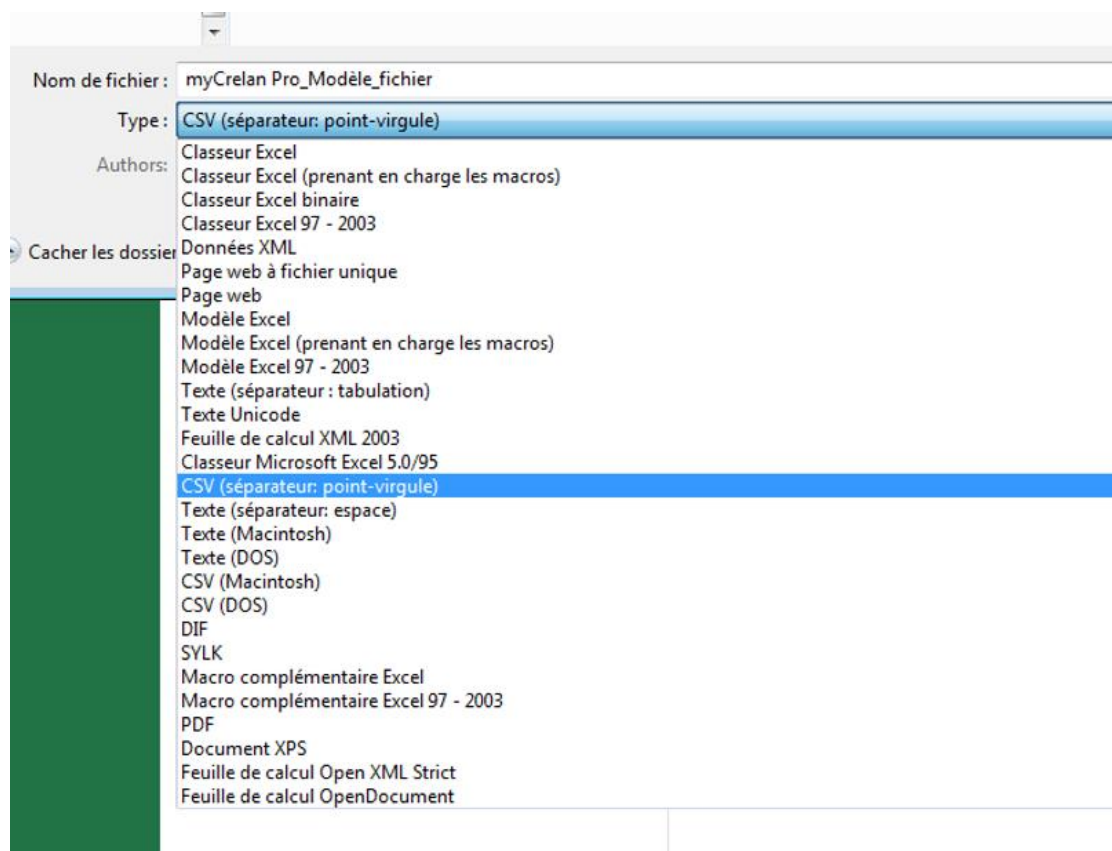 Nom de fichier : myCrelan Pro_Modèle_fichier
Type : CSV (séparateur: point-virgule)
Authors:
Classeur Excel
Classeur Excel (prenant en charge les macros)
Classeur Excel binaire
Classeur Excel 97 - 2003
Cacher les dossier
Données XML
Page web à fichier unique
Page web
Modèle Excel
Modèle Excel (prenant en charge les macros)
Modèle Excel 97 - 2003
Texte (séparateur : tabulation)
Texte Unicode
Feuille de calcul XML 2003
Classeur Microsoft Excel 5.0/95
CSV (séparateur: point-virgule)
Texte (séparateur: espace)
Texte (Macintosh)
Texte (DOS)
CSV (Macintosh)
CSV (DOS)
DIF
SYLK
Macro complémentaire Excel
Macro complémentaire Excel 97 - 2003
PDF
Document XPS
Feuille de calcul Open XML Strict
Feuille de calcul OpenDocument